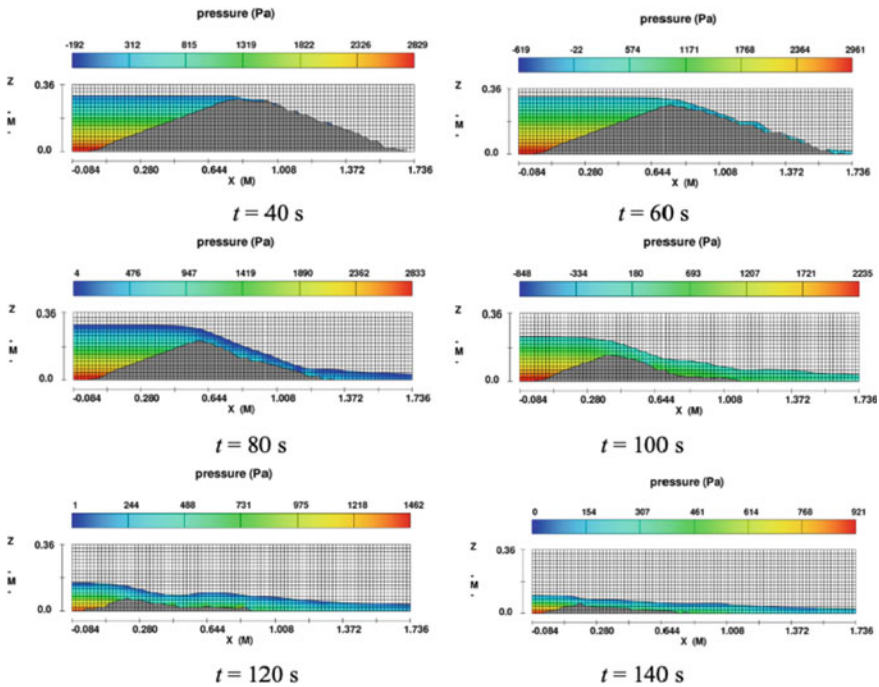 pressure (Pa)
-192 312 815 1319 1822 2326 2829
Z
0.36
M
0.0
-0.084 0.280 0.644 1.008 1.372 1.736
X (M)
t = 40 s
pressure (Pa)
-619 -22 574 1171 1768 2364 2961
Z
0.36
M
0.0
-0.084 0.280 0.644 1.008 1.372 1.736
X (M)
t = 60 s
pressure (Pa)
4 476 947 1419 1890 2362 2833
Z
0.36
M
0.0
-0.084 0.280 0.644 1.008 1.372 1.736
X (M)
t = 80 s
pressure (Pa)
-848 -334 180 693 1207 1721 2235
Z
0.36
M
0.0
-0.084 0.280 0.644 1.008 1.372 1.736
X (M)
t = 100 s
pressure (Pa)
1 244 488 731 975 1218 1462
Z
0.36
M
0.0
-0.084 0.280 0.644 1.008 1.372 1.736
X (M)
t = 120 s
pressure (Pa)
0 154 307 461 614 768 921
Z
0.36
M
0.0
-0.084 0.280 0.644 1.008 1.372 1.736
X (M)
t = 140 s